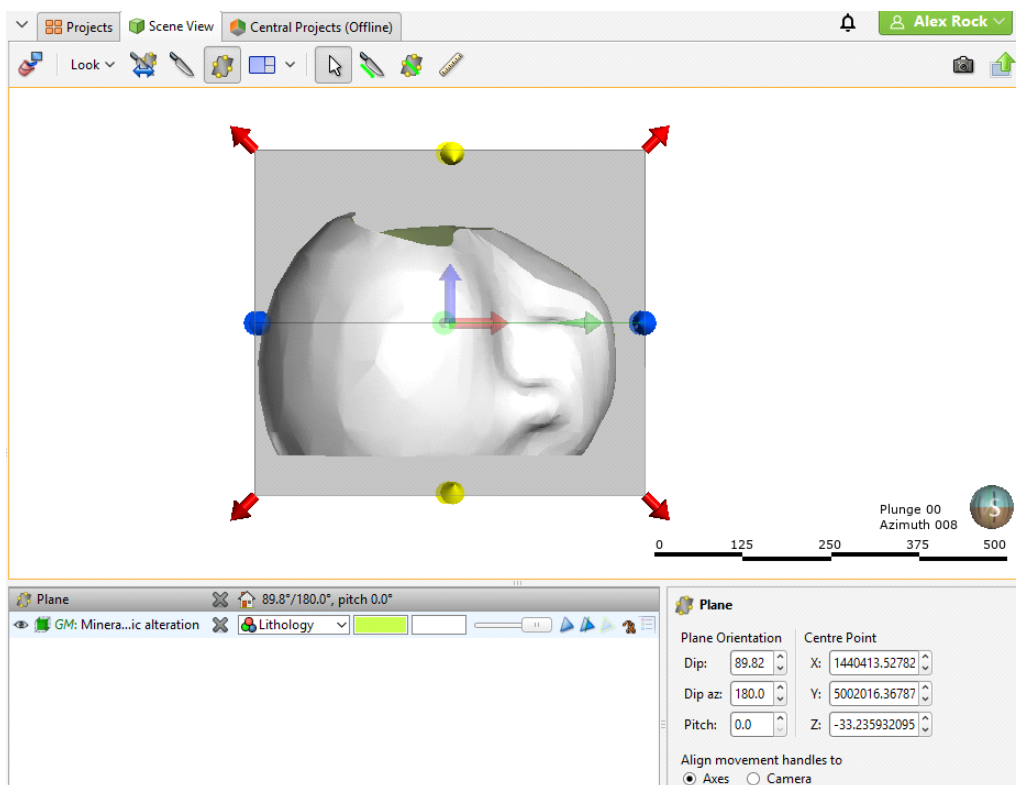 Projects Scene View Central Projects (Offline) Alex Rock
Look
S
Plunge 00
Azimuth 008
0 125 250 375 500
Plane 89.8°/180.0°, pitch 0.0°
GM: Minera...ic alteration Lithology
Plane
Plane Orientation Centre Point
Dip: 89.82 X: 1440413.52782
Dip az: 180.0 Y: 5002016.36787
Pitch: 0.0 Z: -33.235932095
Align movement handles to
Axes Camera